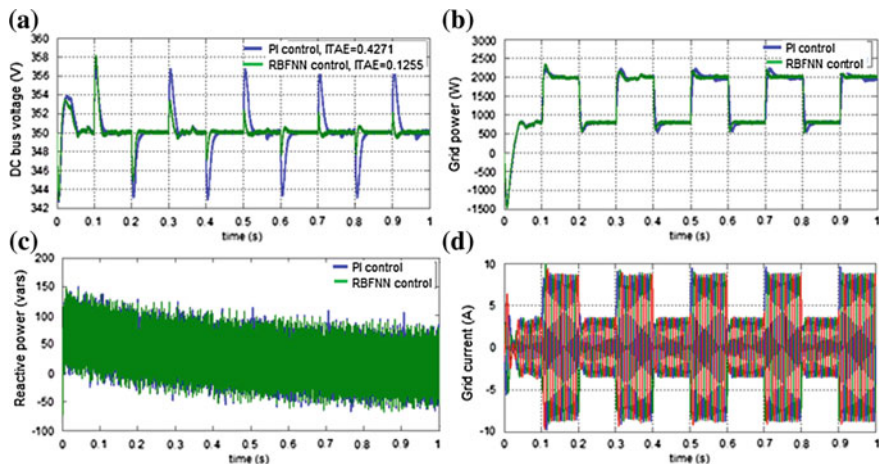 (a)
DC bus voltage (V)
360
358
356
354
352
350
348
346
344
342
PI control, ITAE=0.4271
RBFNN control, ITAE=0.1255
0 0.1 0.2 0.3 0.4 0.5 0.6 0.7 0.8 0.9 1
time (s)
(b)
Grid power (W)
3000
2500
2000
1500
1000
500
0
-500
-1000
-1500
PI control
RBFNN control
0 0.1 0.2 0.3 0.4 0.5 0.6 0.7 0.8 0.9 1
time (s)
(c)
Reactive power (vars)
200
150
100
50
0
-50
-100
PI control
RBFNN control
0 0.1 0.2 0.3 0.4 0.5 0.6 0.7 0.8 0.9 1
time (s)
(d)
Grid current (A)
10
5
0
-5
-10
0 0.1 0.2 0.3 0.4 0.5 0.6 0.7 0.8 0.9 1
time (s)